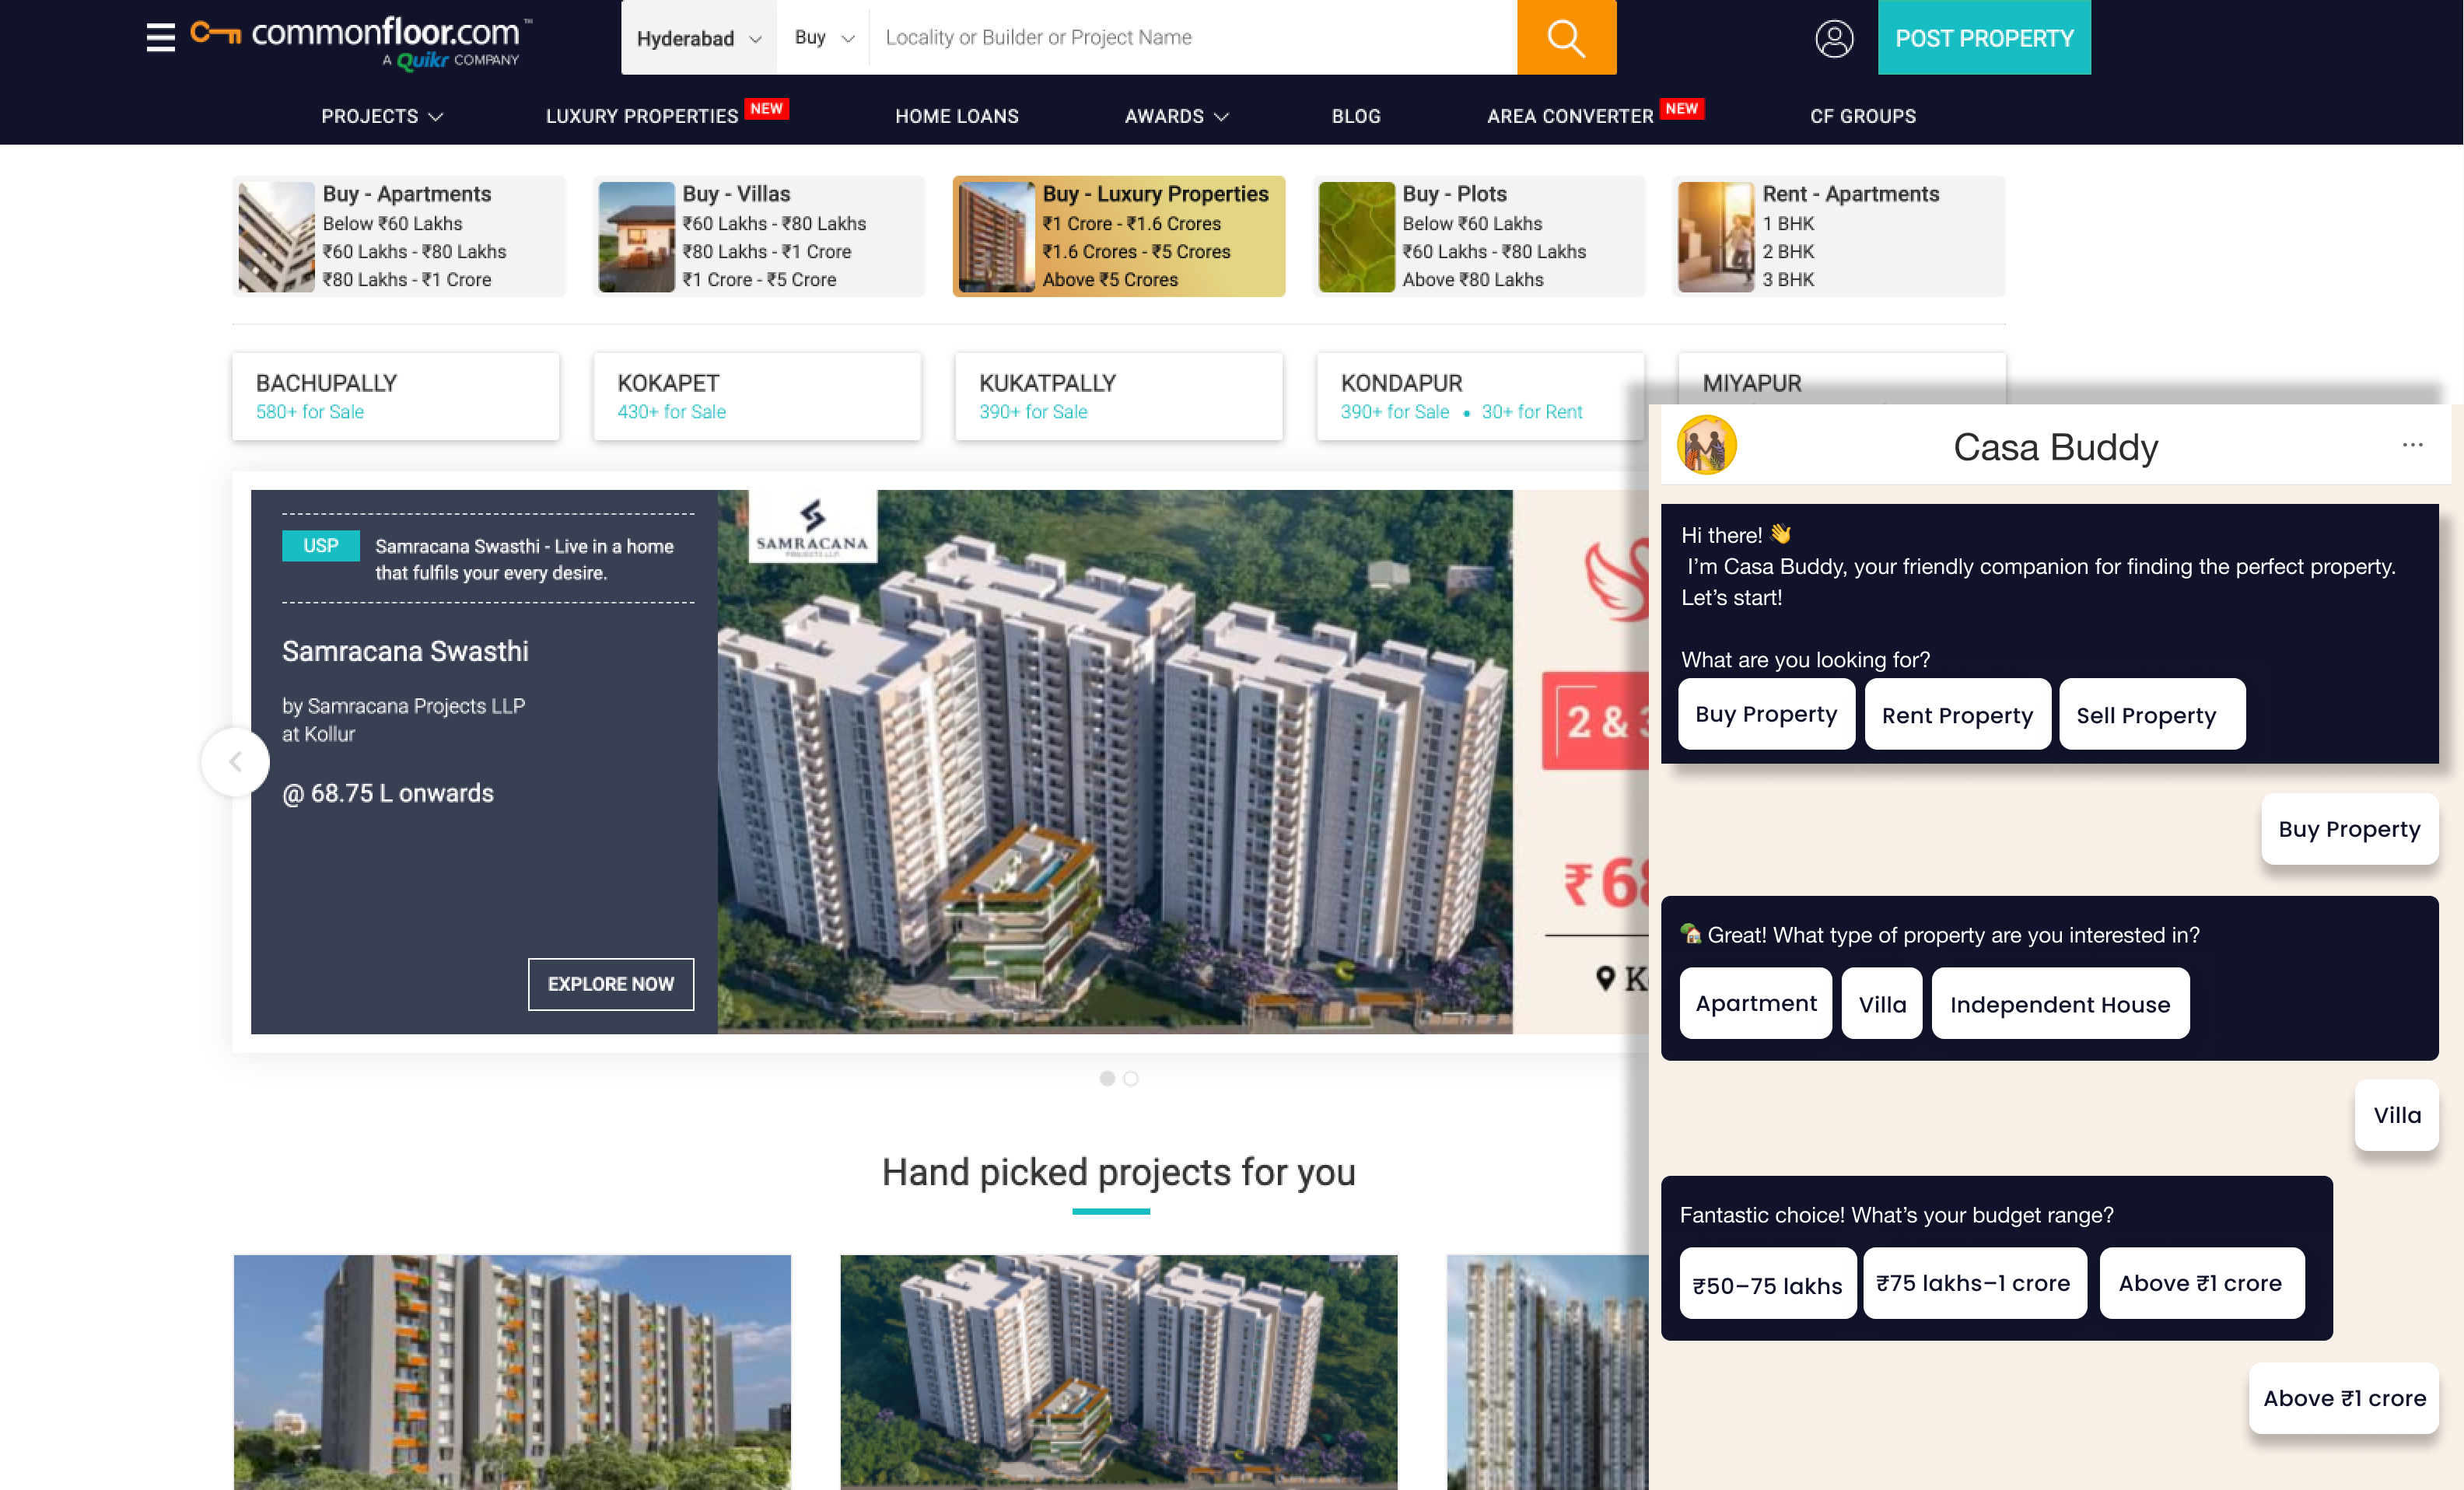 commonfloor.com™
A Quikr COMPANY
Hyderabad
Buy
Locality or Builder or Project Name
POST PROPERTY
PROJECTS
LUXURY PROPERTIES NEW
HOME LOANS
AWARDS
BLOG
AREA CONVERTER NEW
CF GROUPS
Buy - Apartments
Below ₹60 Lakhs
₹60 Lakhs - ₹80 Lakhs
₹80 Lakhs - ₹1 Crore
Buy - Villas
₹60 Lakhs - ₹80 Lakhs
₹80 Lakhs - ₹1 Crore
₹1 Crore - ₹5 Crore
Buy - Luxury Properties
₹1 Crore - ₹1.6 Crores
₹1.6 Crores - ₹5 Crores
Above ₹5 Crores
Buy - Plots
Below ₹60 Lakhs
₹60 Lakhs - ₹80 Lakhs
Above ₹80 Lakhs
Rent - Apartments
1 BHK
2 BHK
3 BHK
BACHUPALLY
580+ for Sale
KOKAPET
430+ for Sale
KUKATPALLY
390+ for Sale
KONDAPUR
390+ for Sale • 30+ for Rent
MIYAPUR
USP
Samracana Swasthi - Live in a home
that fulfils your every desire.
Samracana Swasthi
by Samracana Projects LLP
at Kollur
@ 68.75 L onwards
EXPLORE NOW
SAMRACANA
PROJECTS LLP.
2 &
₹ 6
K
Hand picked projects for you
Casa Buddy
...
Hi there! 👋
I'm Casa Buddy, your friendly companion for finding the perfect property.
Let's start!
What are you looking for?
Buy Property
Rent Property
Sell Property
Buy Property
🏡 Great! What type of property are you interested in?
Apartment
Villa
Independent House
Villa
Fantastic choice! What's your budget range?
₹50–75 lakhs
₹75 lakhs–1 crore
Above ₹1 crore
Above ₹1 crore